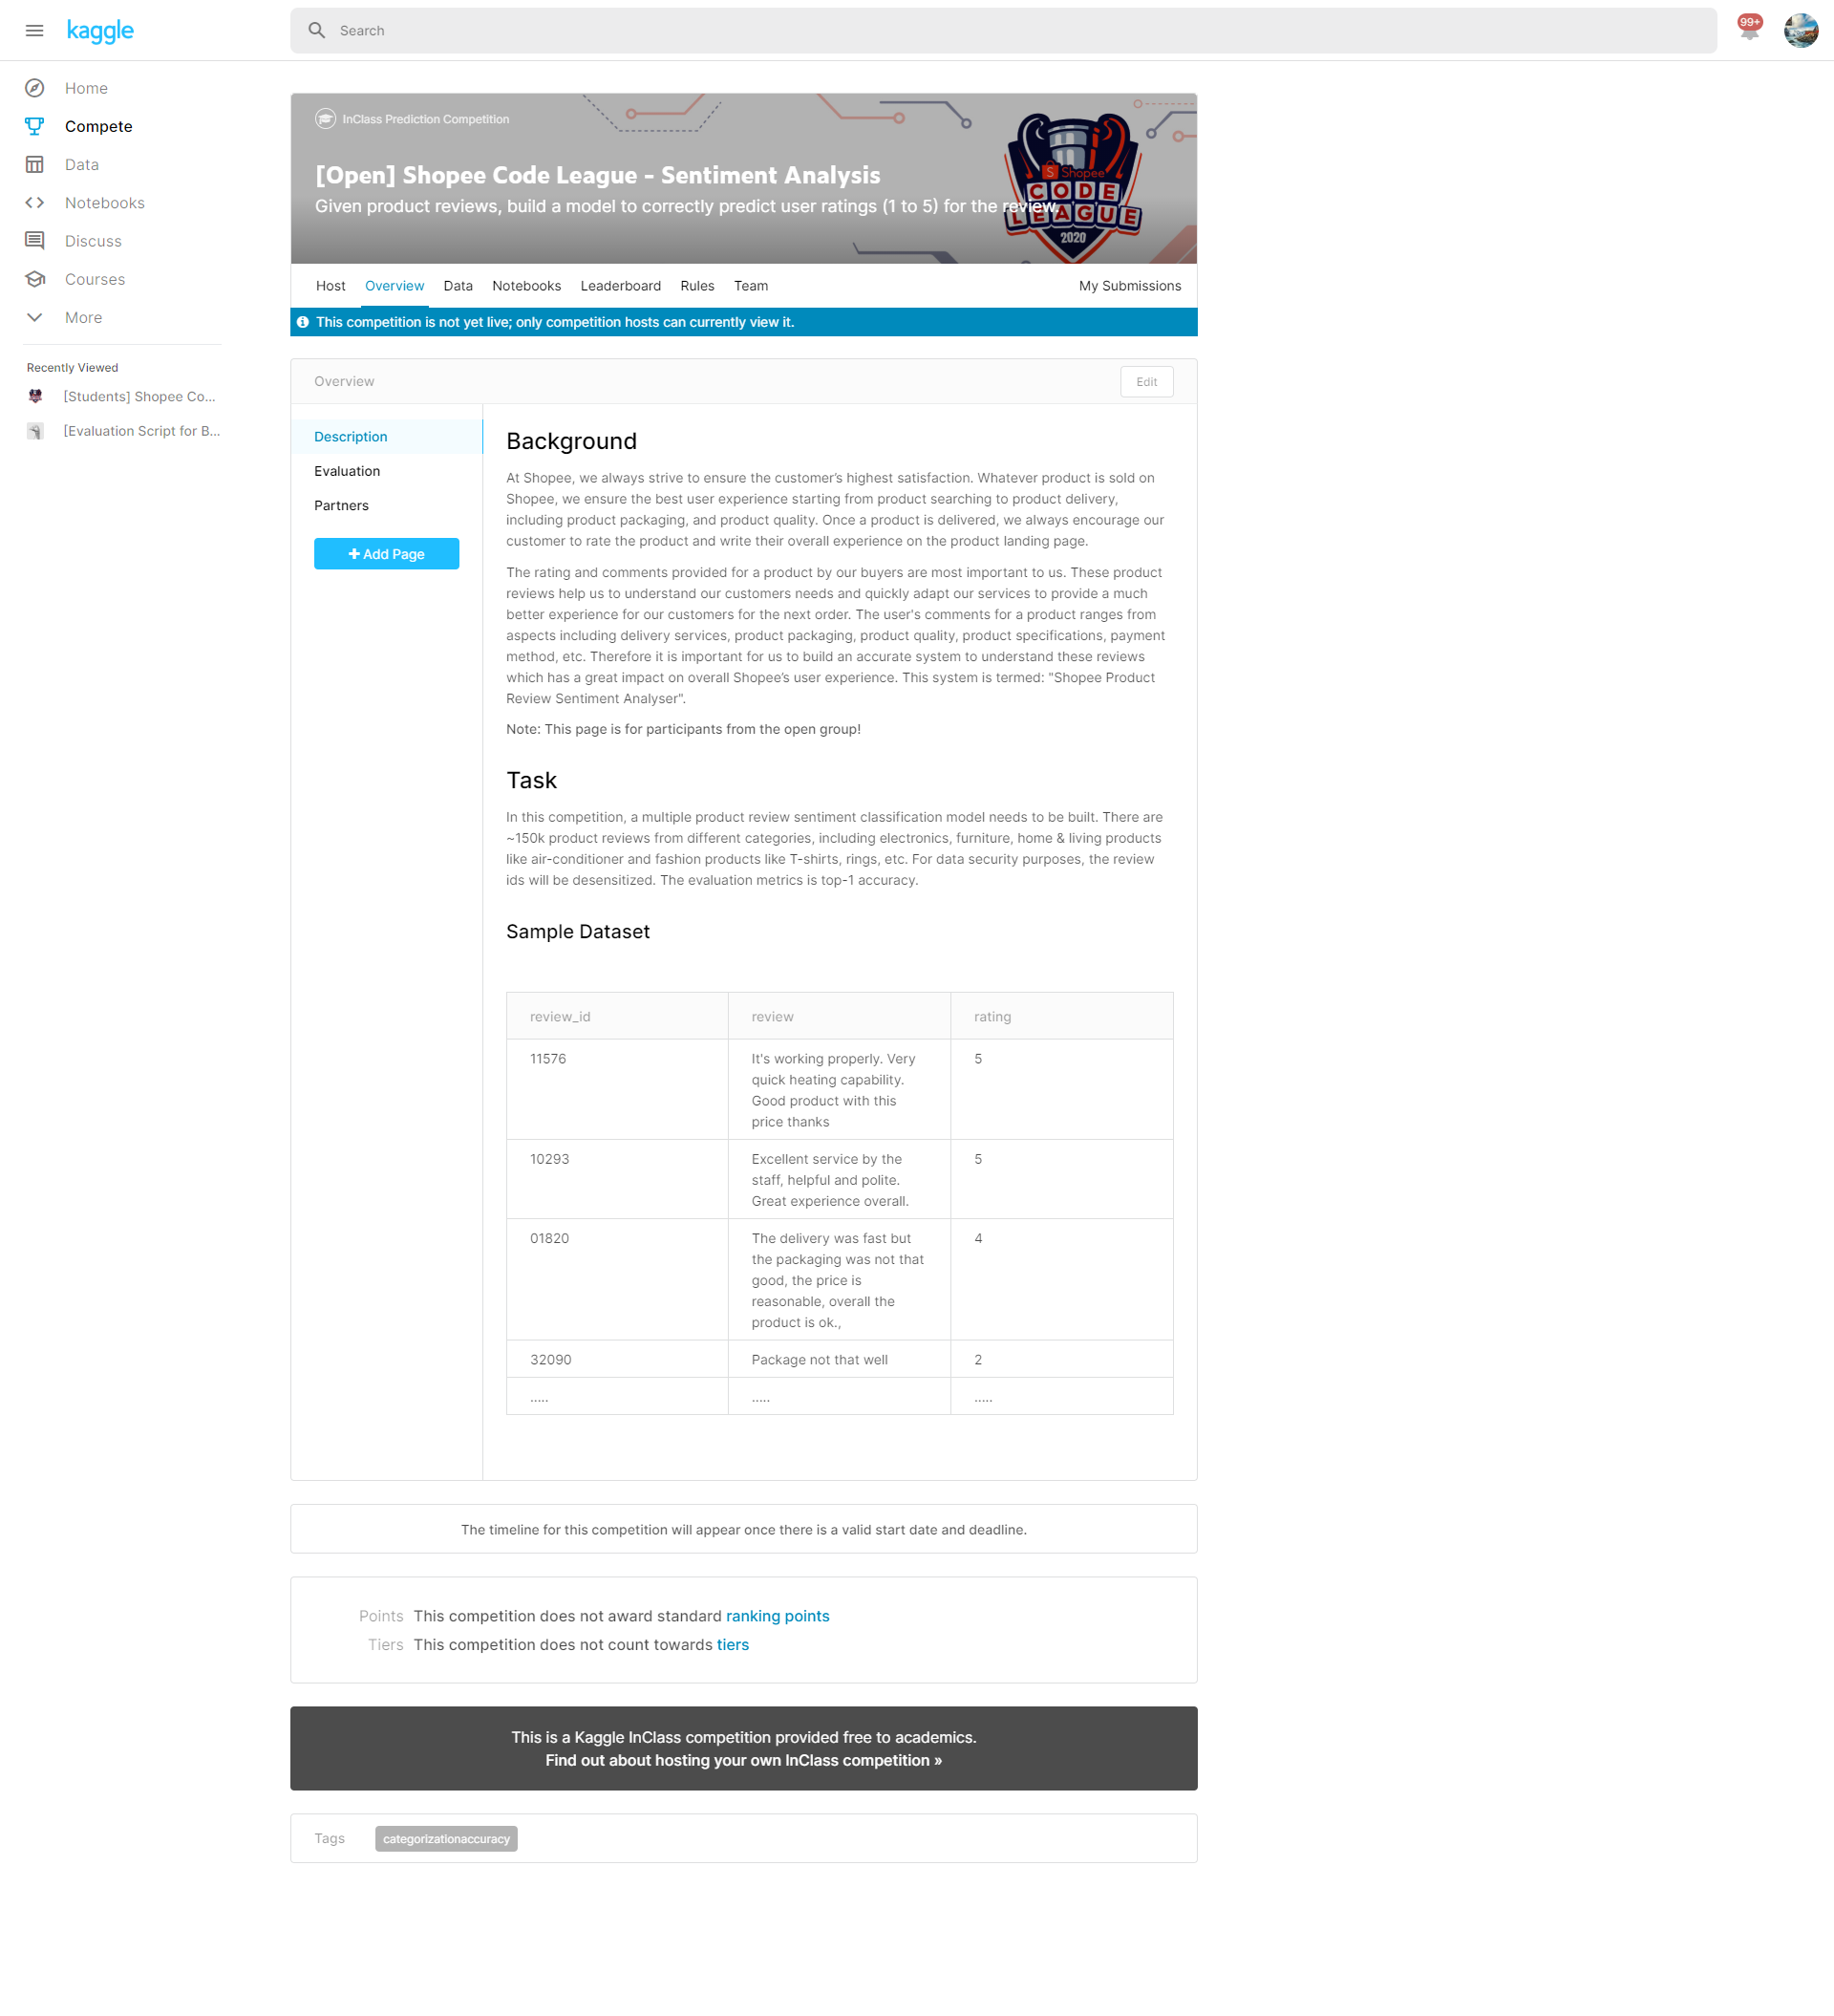 kaggle
Search
99+
Home
Compete
Data
Notebooks
Discuss
Courses
More
Recently Viewed
[Students] Shopee Co...
[Evaluation Script for B...
InClass Prediction Competition
[Open] Shopee Code League - Sentiment Analysis
Given product reviews, build a model to correctly predict user ratings (1 to 5) for the review.
S Shopee
CODE
LEAGUE
2020
Host Overview Data Notebooks Leaderboard Rules Team My Submissions
This competition is not yet live; only competition hosts can currently view it.
Overview
Edit
Description
Evaluation
Partners
+ Add Page
Background
At Shopee, we always strive to ensure the customer’s highest satisfaction. Whatever product is sold on
Shopee, we ensure the best user experience starting from product searching to product delivery,
including product packaging, and product quality. Once a product is delivered, we always encourage our
customer to rate the product and write their overall experience on the product landing page.
The rating and comments provided for a product by our buyers are most important to us. These product
reviews help us to understand our customers needs and quickly adapt our services to provide a much
better experience for our customers for the next order. The user's comments for a product ranges from
aspects including delivery services, product packaging, product quality, product specifications, payment
method, etc. Therefore it is important for us to build an accurate system to understand these reviews
which has a great impact on overall Shopee’s user experience. This system is termed: "Shopee Product
Review Sentiment Analyser".
Note: This page is for participants from the open group!
Task
In this competition, a multiple product review sentiment classification model needs to be built. There are
~150k product reviews from different categories, including electronics, furniture, home & living products
like air-conditioner and fashion products like T-shirts, rings, etc. For data security purposes, the review
ids will be desensitized. The evaluation metrics is top-1 accuracy.
Sample Dataset
review_id review rating
11576 It's working properly. Very 5
quick heating capability.
Good product with this
price thanks
10293 Excellent service by the 5
staff, helpful and polite.
Great experience overall.
01820 The delivery was fast but 4
the packaging was not that
good, the price is
reasonable, overall the
product is ok.,
32090 Package not that well 2
..... ..... .....
The timeline for this competition will appear once there is a valid start date and deadline.
Points This competition does not award standard ranking points
Tiers This competition does not count towards tiers
This is a Kaggle InClass competition provided free to academics.
Find out about hosting your own InClass competition »
Tags categorizationaccuracy